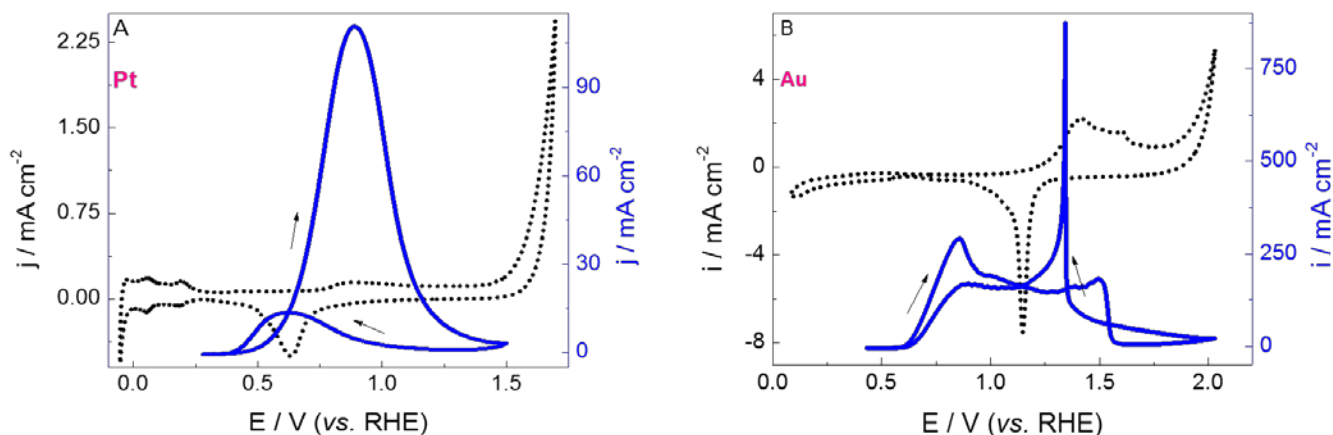 A
Pt
2.25
1.50
0.75
0.00
j / mA cm-2
90
60
30
0
j / mA cm-2
0.0 0.5 1.0 1.5
E / V (vs. RHE)
B
Au
4
0
-4
-8
i / mA cm-2
750
500
250
0
i / mA cm-2
0.0 0.5 1.0 1.5 2.0
E / V (vs. RHE)